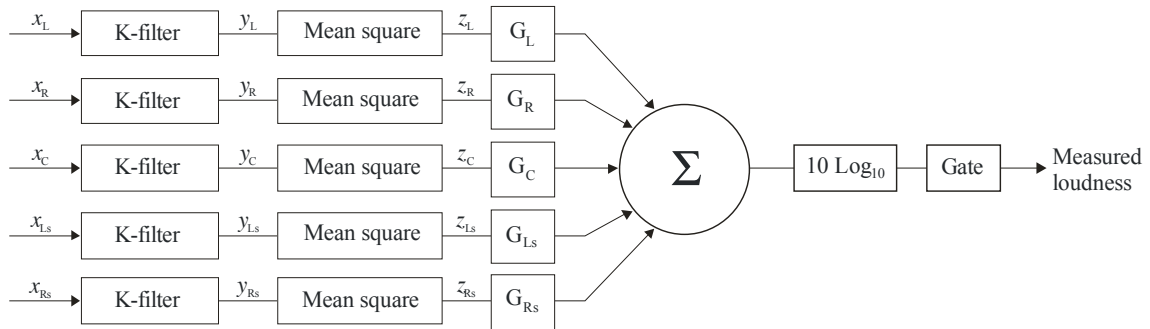 x_L K-filter y_L Mean square z_L G_L
x_R K-filter y_R Mean square z_R G_R
x_C K-filter y_C Mean square z_C G_C
Σ 10 Log₁₀ Gate Measured
loudness
x_Ls K-filter y_Ls Mean square z_Ls G_Ls
x_Rs K-filter y_Rs Mean square z_Rs G_Rs